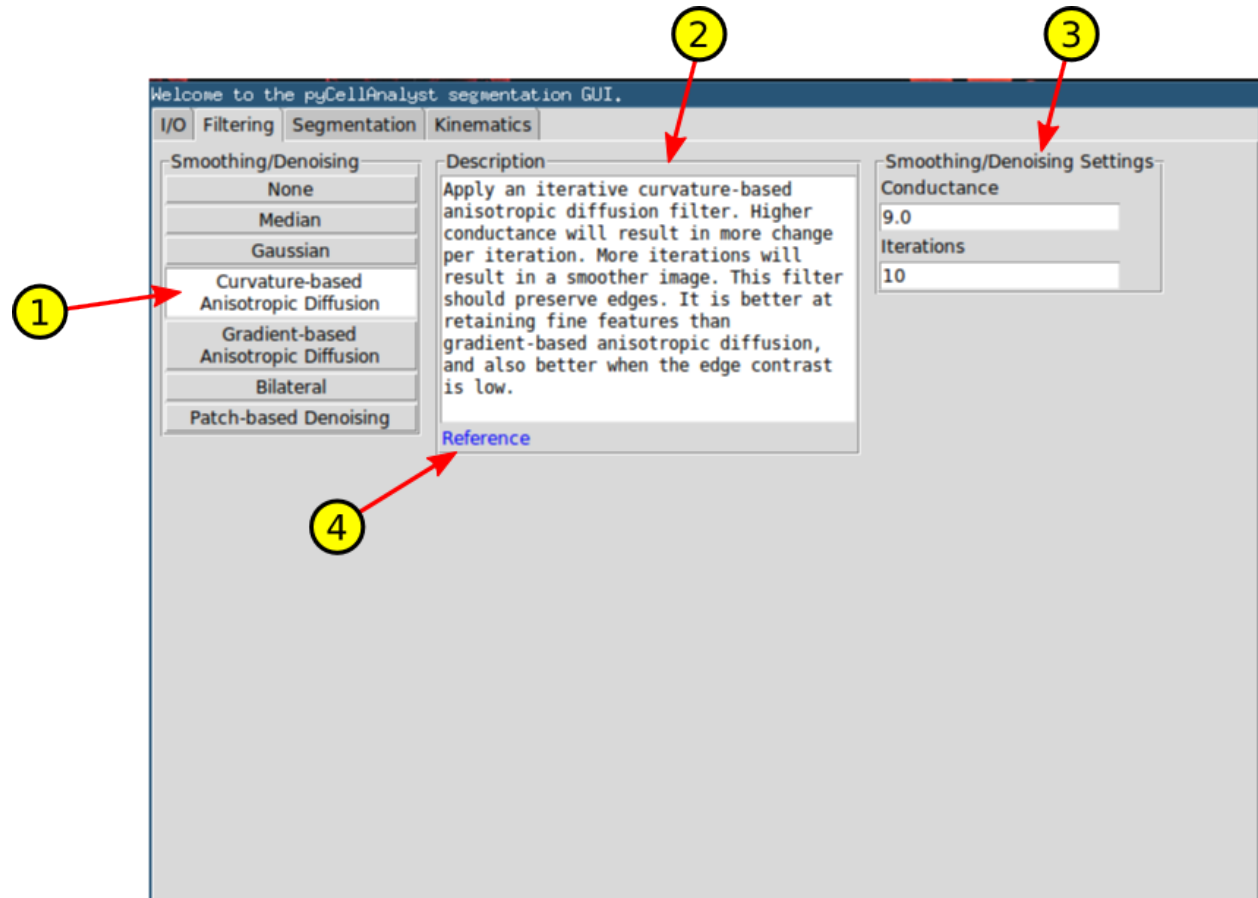 2
3
Welcome to the pyCellAnalyst segmentation GUI.
I/O Filtering Segmentation Kinematics
Smoothing/Denoising
None
Median
Gaussian
Curvature-based
Anisotropic Diffusion
Gradient-based
Anisotropic Diffusion
Bilateral
Patch-based Denoising
1
Description
Apply an iterative curvature-based
anisotropic diffusion filter. Higher
conductance will result in more change
per iteration. More iterations will
result in a smoother image. This filter
should preserve edges. It is better at
retaining fine features than
gradient-based anisotropic diffusion,
and also better when the edge contrast
is low.
Reference
4
Smoothing/Denoising Settings
Conductance
9.0
Iterations
10